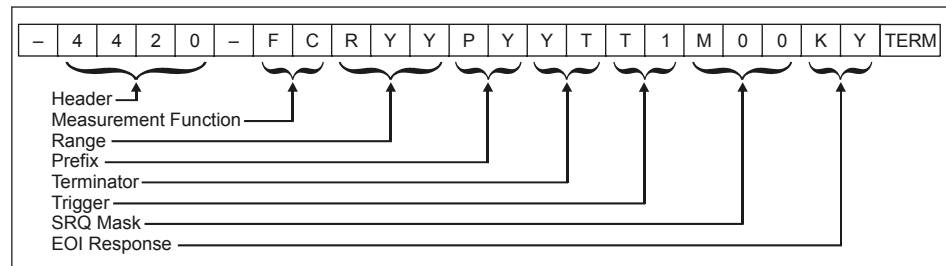 – 4 4 2 0 – F C R Y Y P Y Y T T 1 M 0 0 K Y TERM
Header
Measurement Function
Range
Prefix
Terminator
Trigger
SRQ Mask
EOI Response